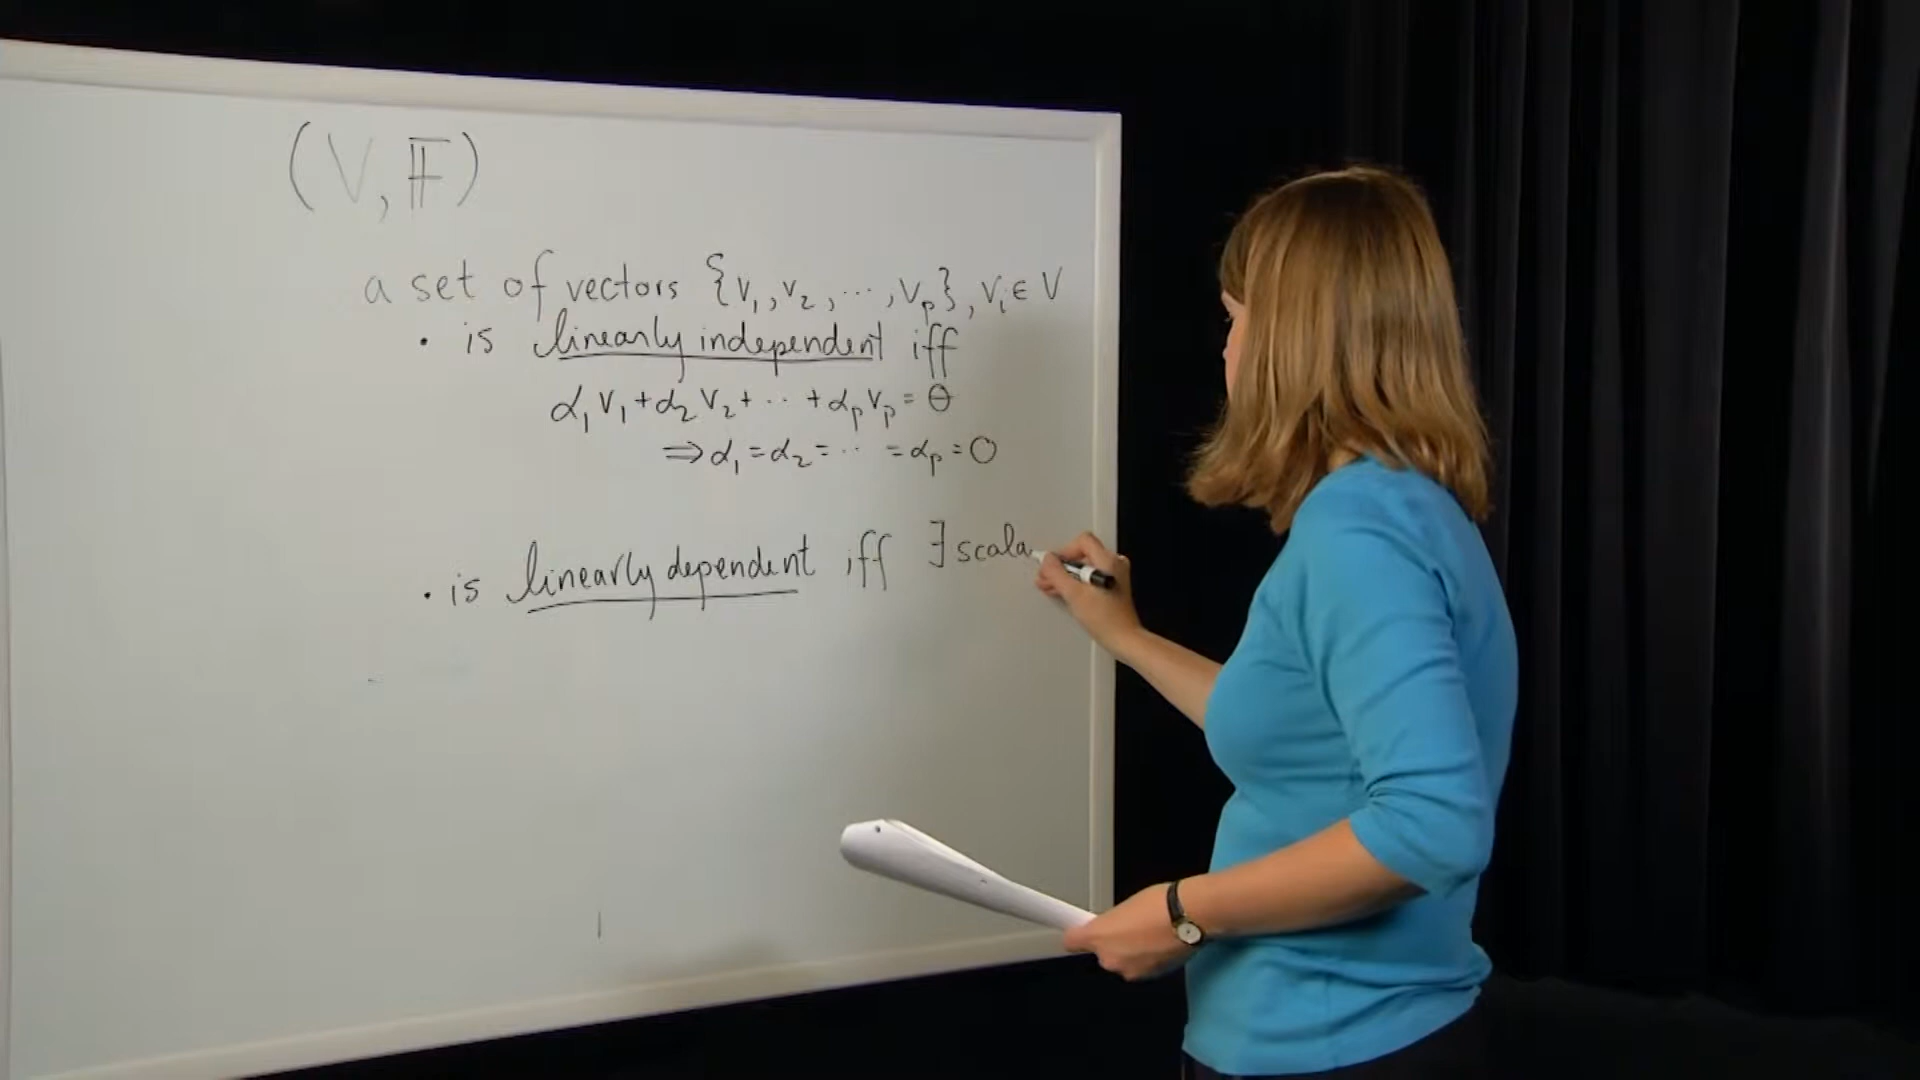 (V, 𝔽)
a set of vectors {v₁, v₂, ⋯, vₚ}, vᵢ ∈ V
• is linearly independent iff
α₁v₁ + α₂v₂ + ⋯ + αₚvₚ = θ
⇒ α₁ = α₂ = ⋯ = αₚ = 0
• is linearly dependent iff ∃ scala